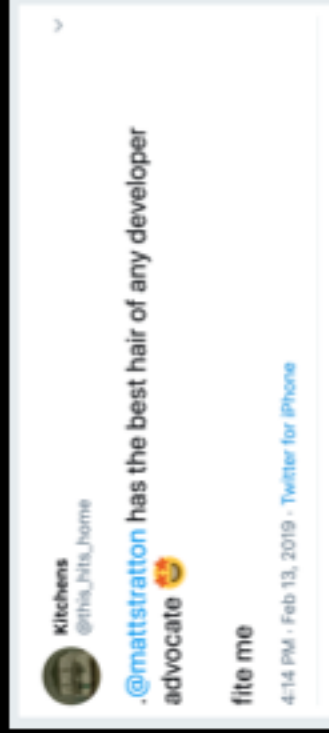 Kitchens
@this_hits_home
.@mattstratton has the best hair of any developer
advocate 🤩
fite me
4:14 PM · Feb 13, 2019 · Twitter for iPhone